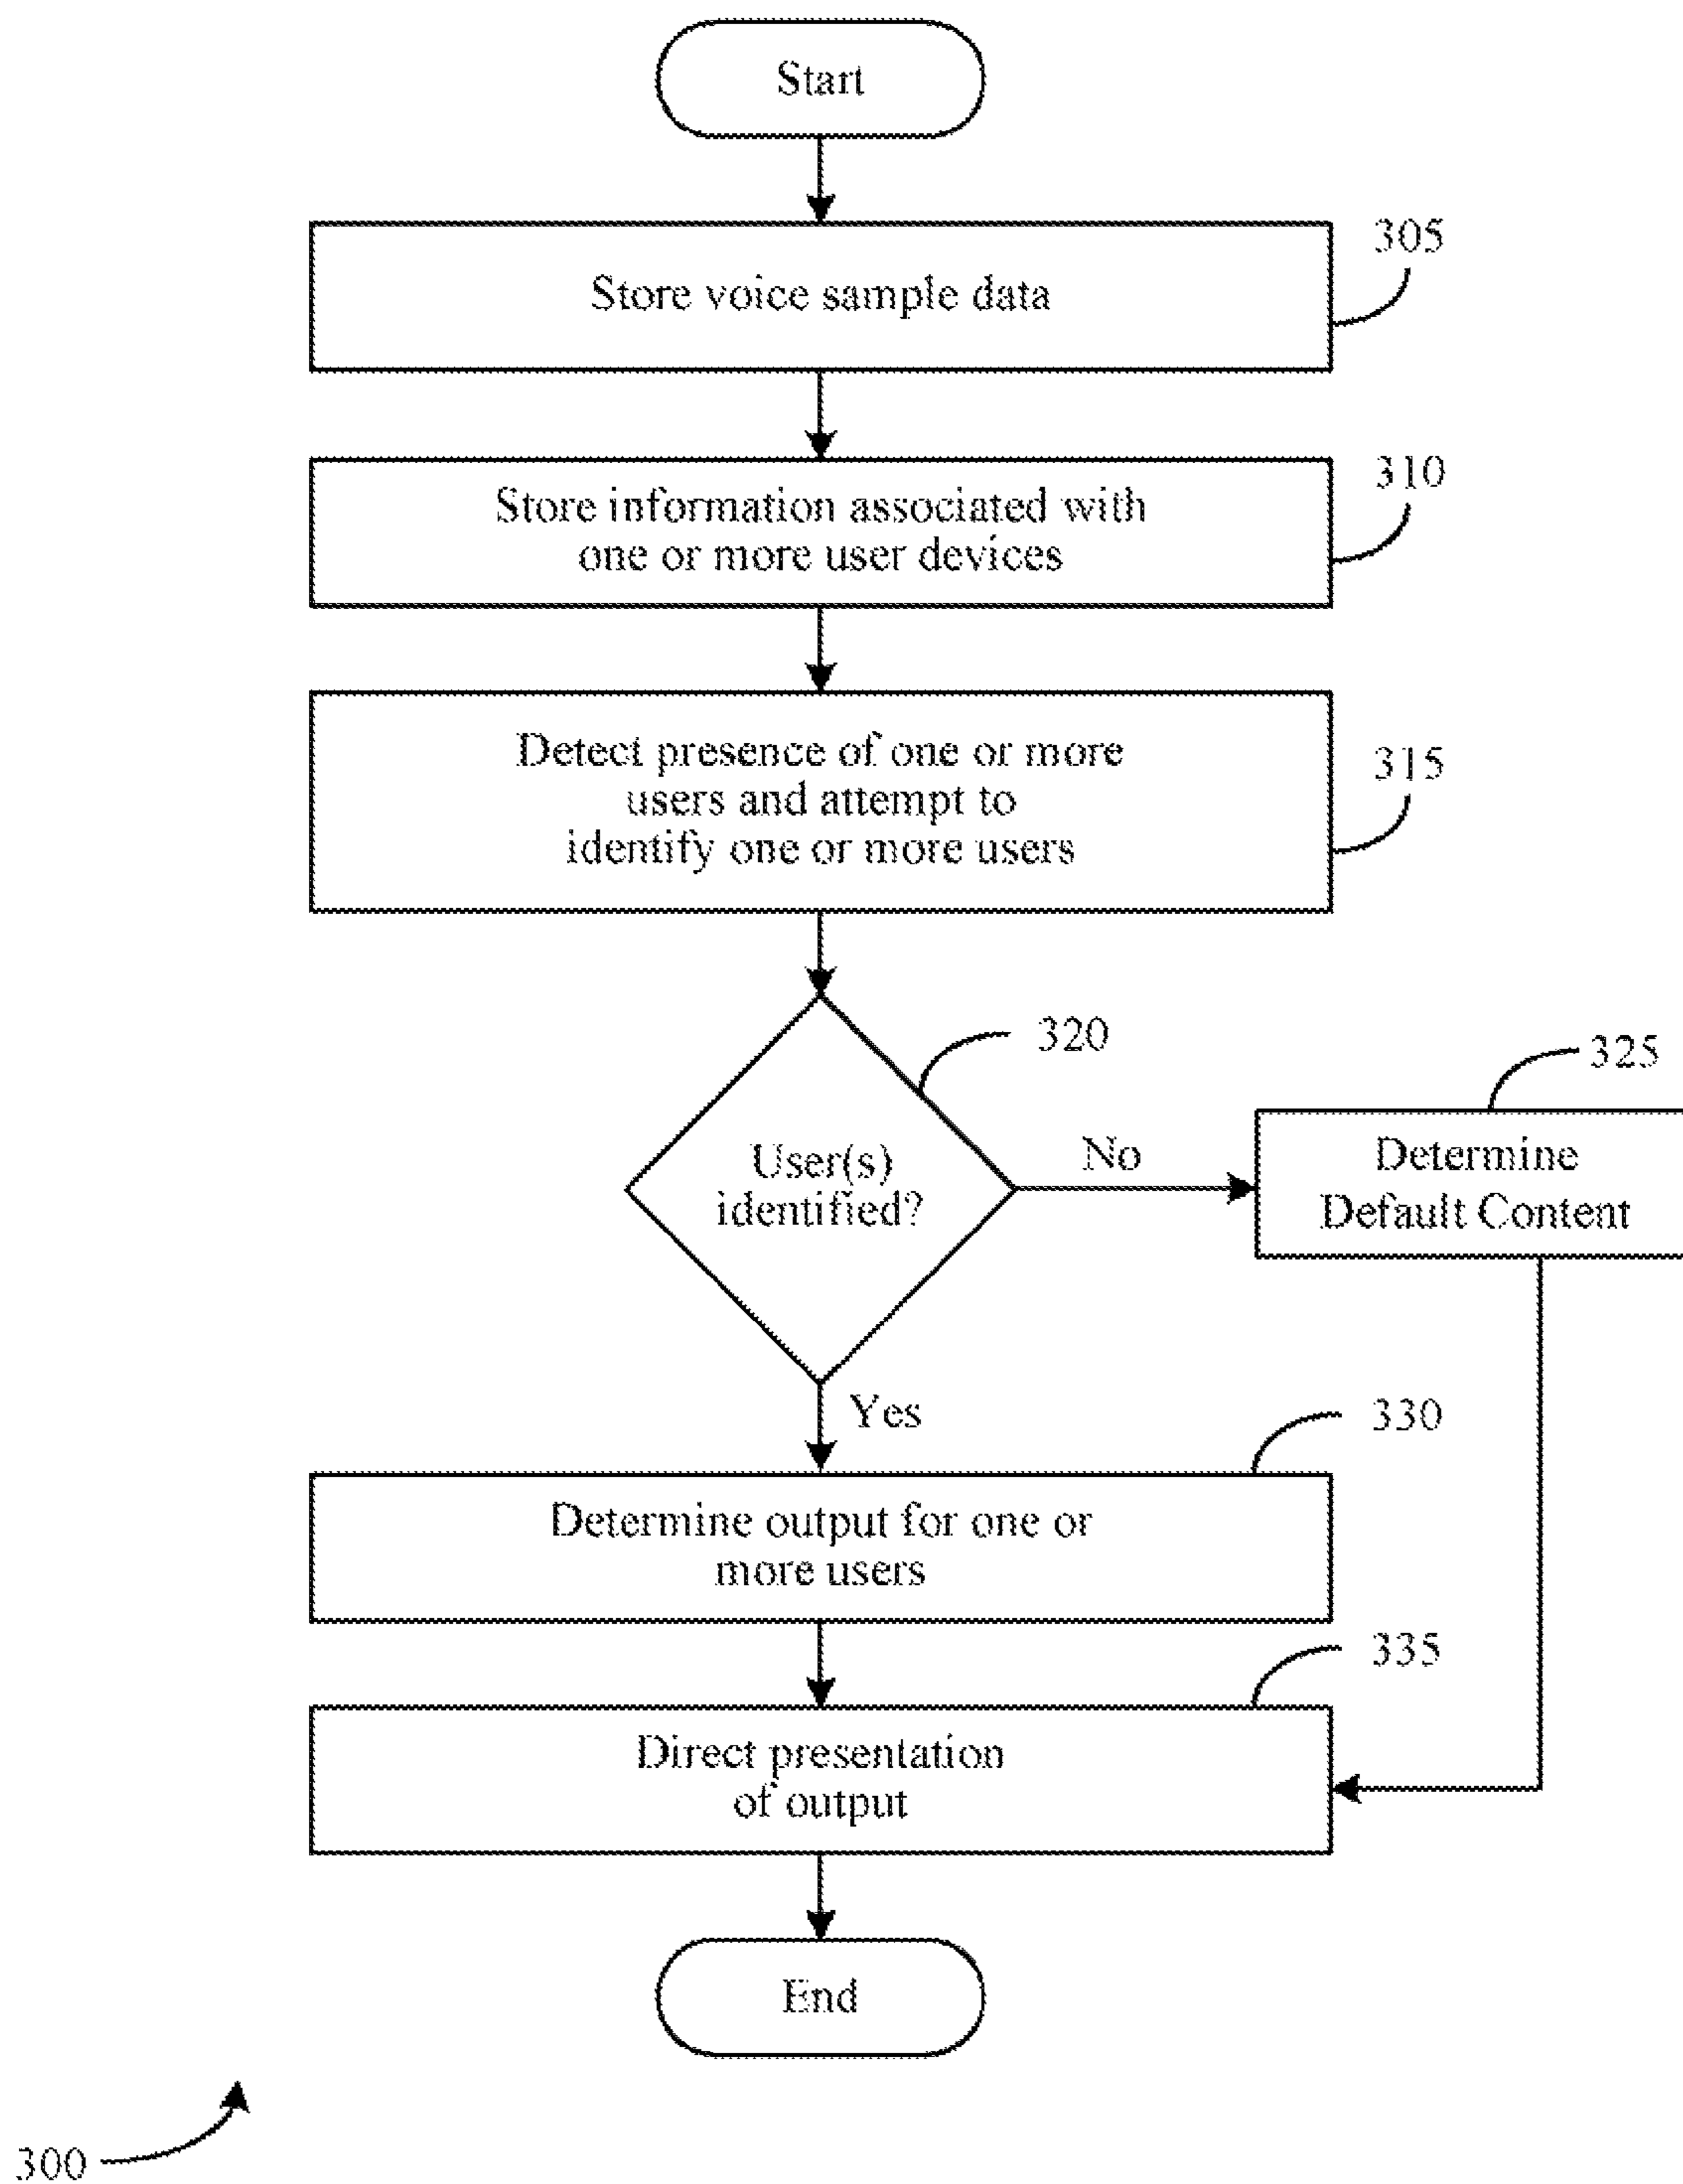 Start
305
Store voice sample data
310
Store information associated with
one or more user devices
315
Detect presence of one or more
users and attempt to
identify one or more users
320
325
User(s)
identified?
No
Determine
Default Content
Yes
330
Determine output for one or
more users
335
Direct presentation
of output
End
300